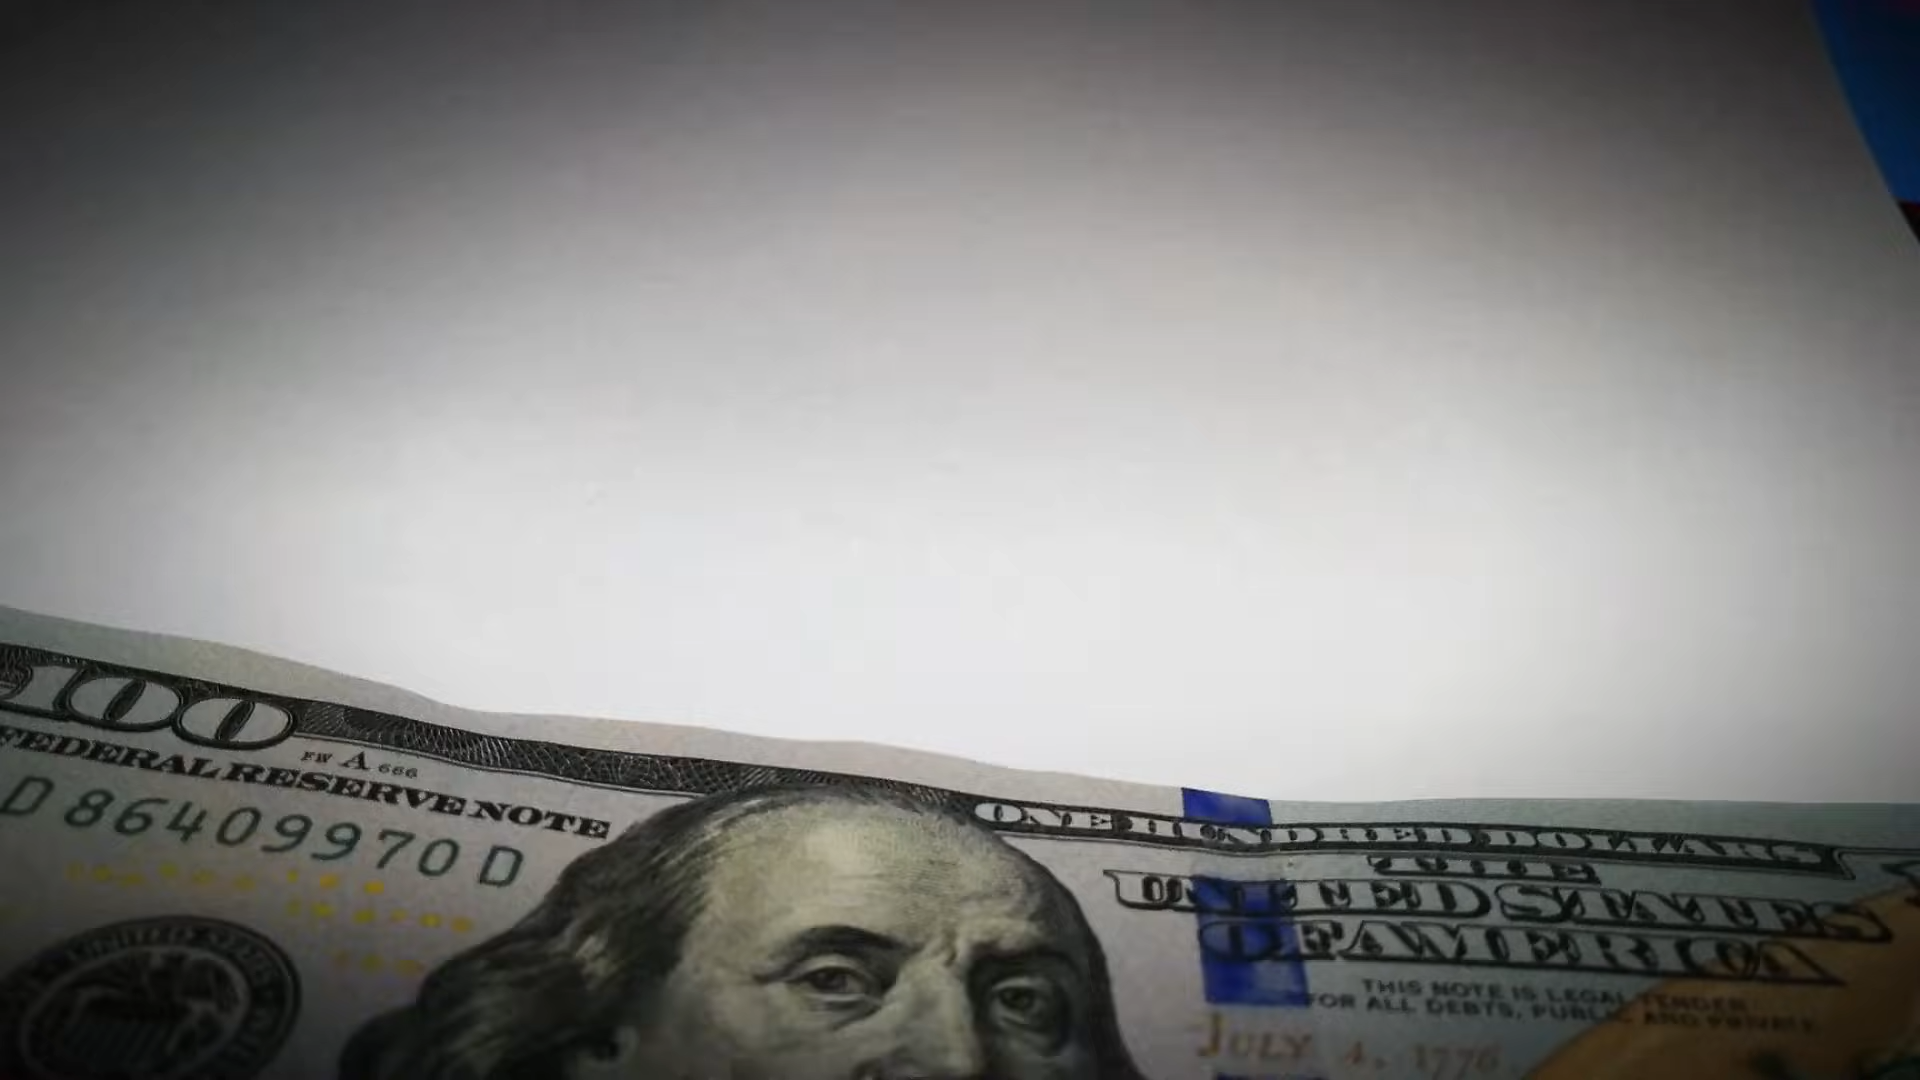 100
FW A 666
FEDERAL RESERVE NOTE
D 86409970 D
ONE HUNDRED DOLLARS
THE
UNITED STATES
OF AMERICA
THIS NOTE IS LEGAL TENDER
FOR ALL DEBTS, PUBLIC AND PRIVATE
JULY 4, 1776